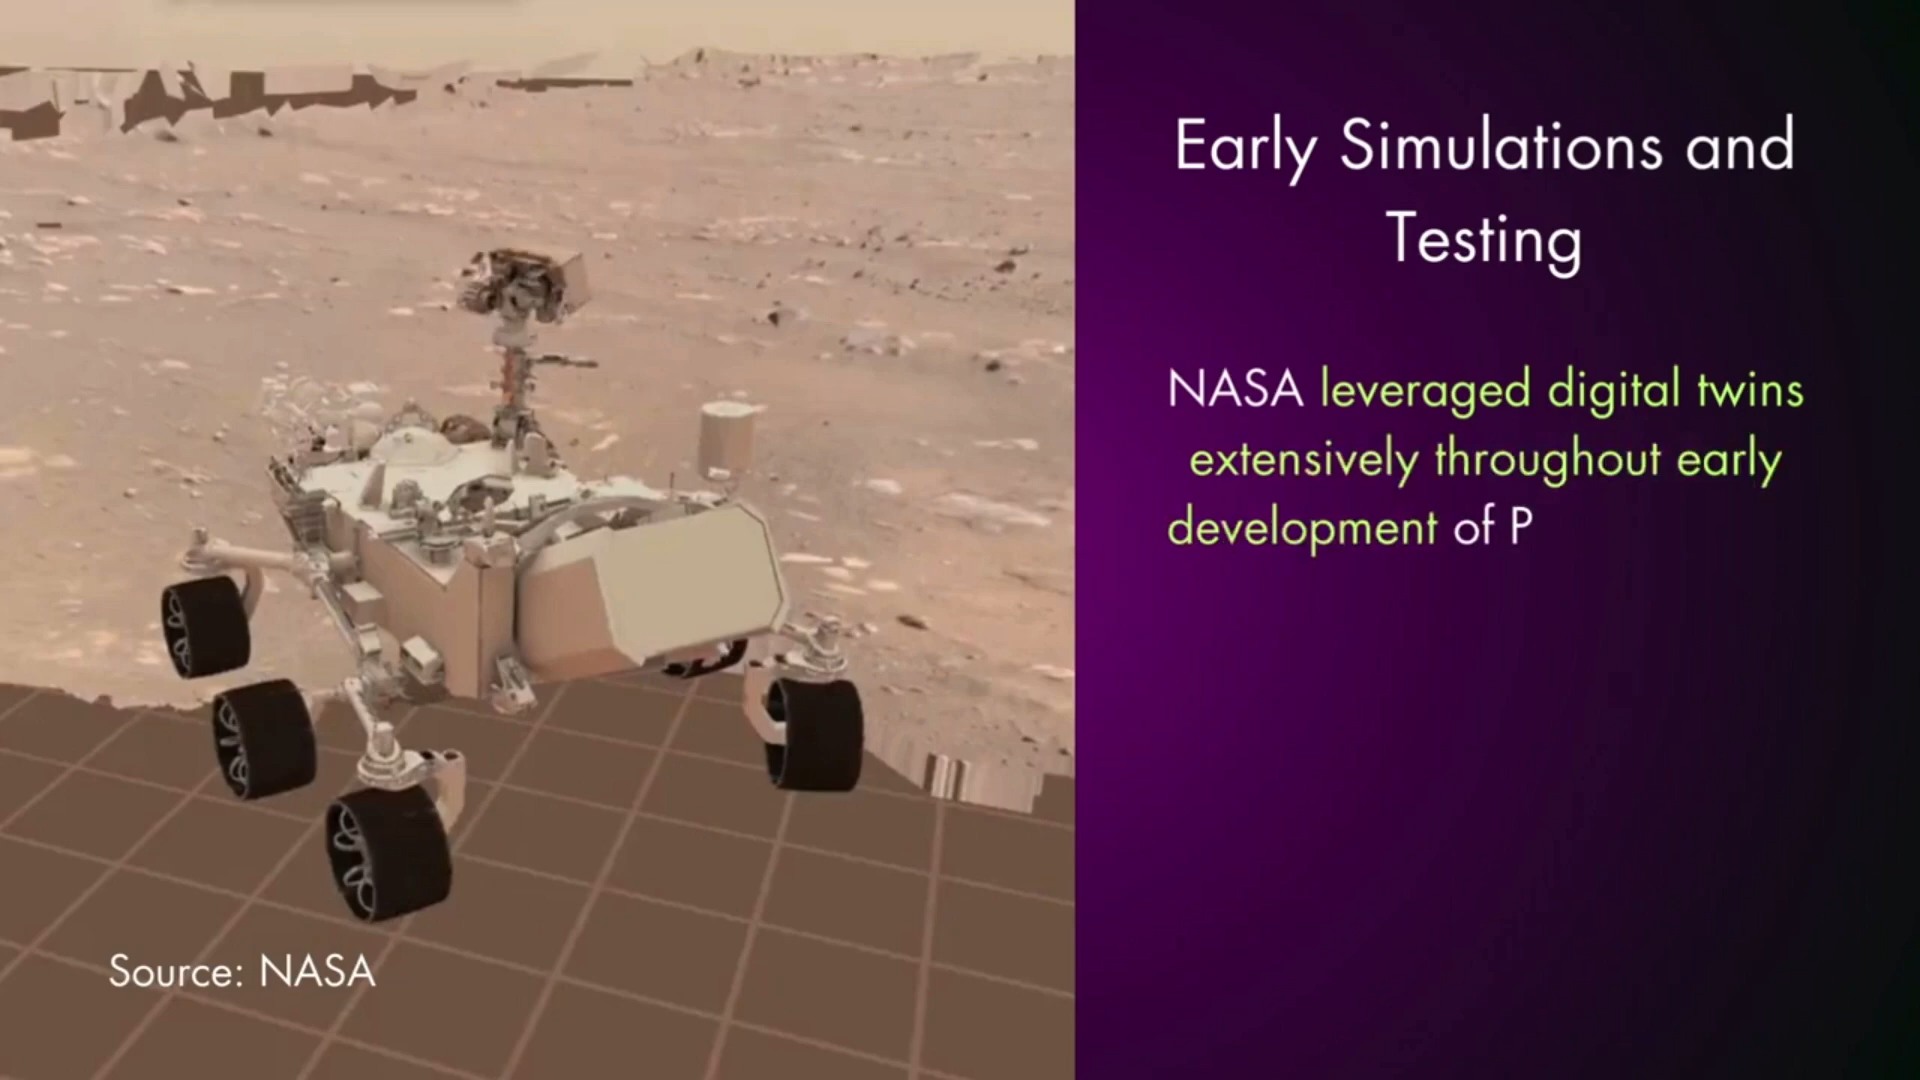 Early Simulations and
Testing
NASA leveraged digital twins
extensively throughout early
development of P
Source: NASA